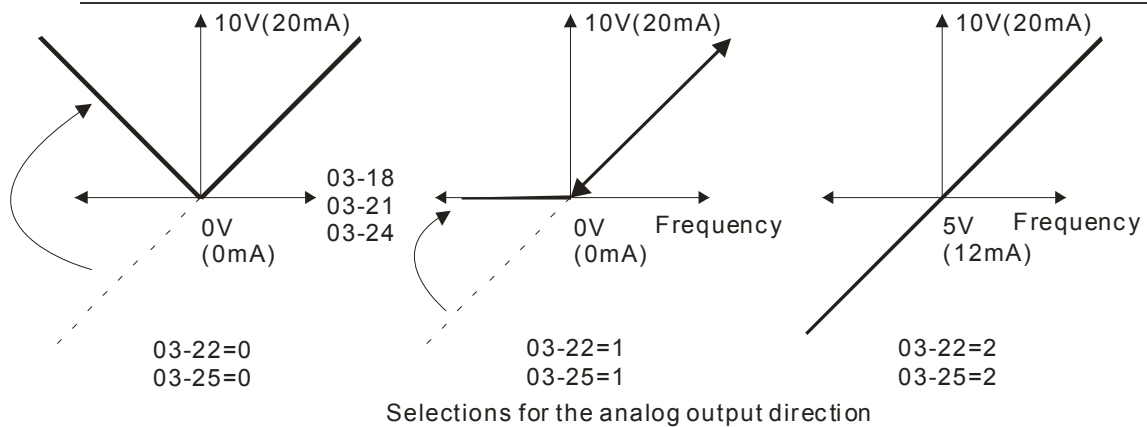 10V(20mA)
0V
(0mA)
03-18
03-21
03-24
03-22=0
03-25=0
10V(20mA)
0V
(0mA)
Frequency
03-22=1
03-25=1
10V(20mA)
5V
(12mA)
Frequency
03-22=2
03-25=2
Selections for the analog output direction